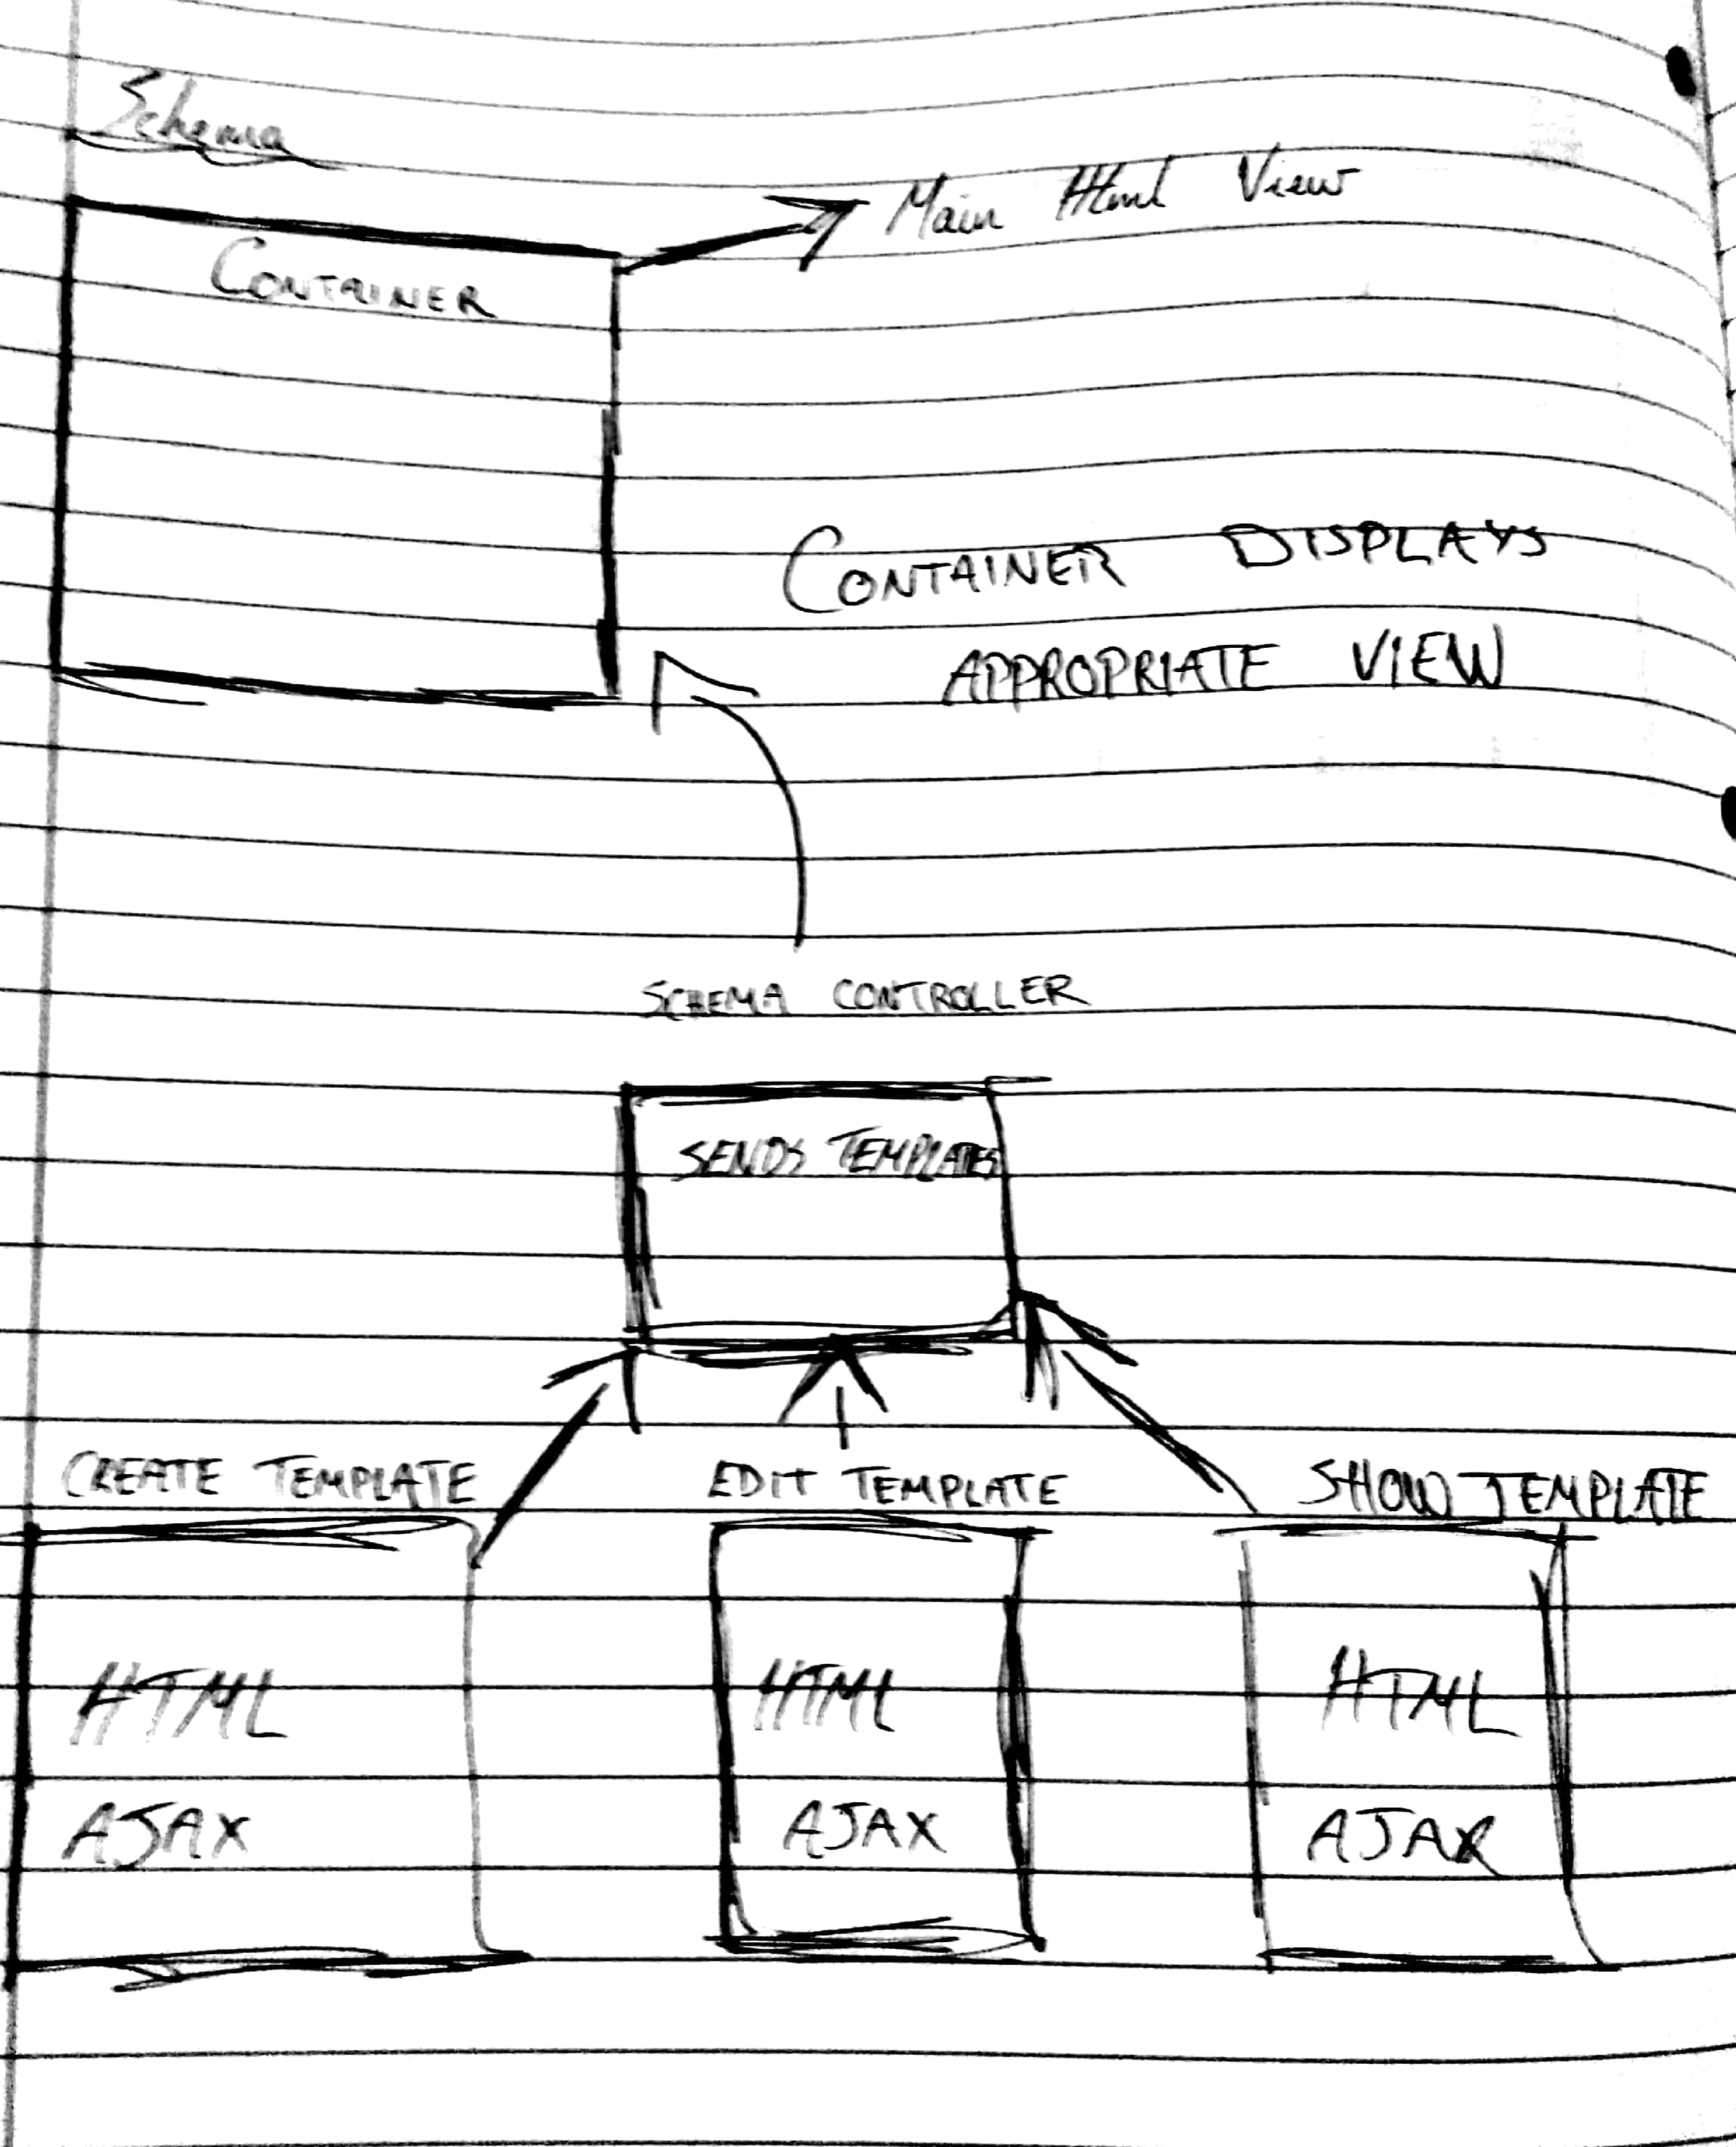 Schema
Main Html View
CONTAINER
CONTAINER DISPLAYS
APPROPRIATE VIEW
SCHEMA CONTROLLER
SENDS TEMPLATES
CREATE TEMPLATE
EDIT TEMPLATE
SHOW TEMPLATE
HTML
AJAX
HTML
AJAX
HTML
AJAX